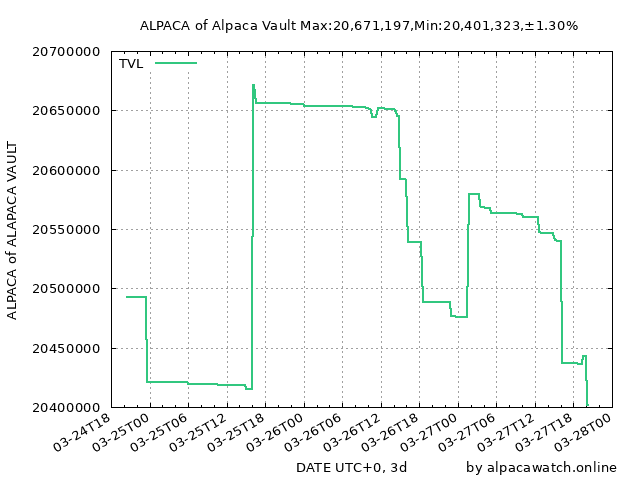 ALPACA of Alpaca Vault Max:20,671,197,Min:20,401,323,±1.30%
20700000
TVL
20650000
20600000
20550000
20500000
20450000
20400000
ALPACA of ALAPACA VAULT
03-24T18
03-25T00
03-25T06
03-25T12
03-25T18
03-26T00
03-26T06
03-26T12
03-26T18
03-27T00
03-27T06
03-27T12
03-27T18
03-28T00
DATE UTC+0, 3d
by alpacawatch.online